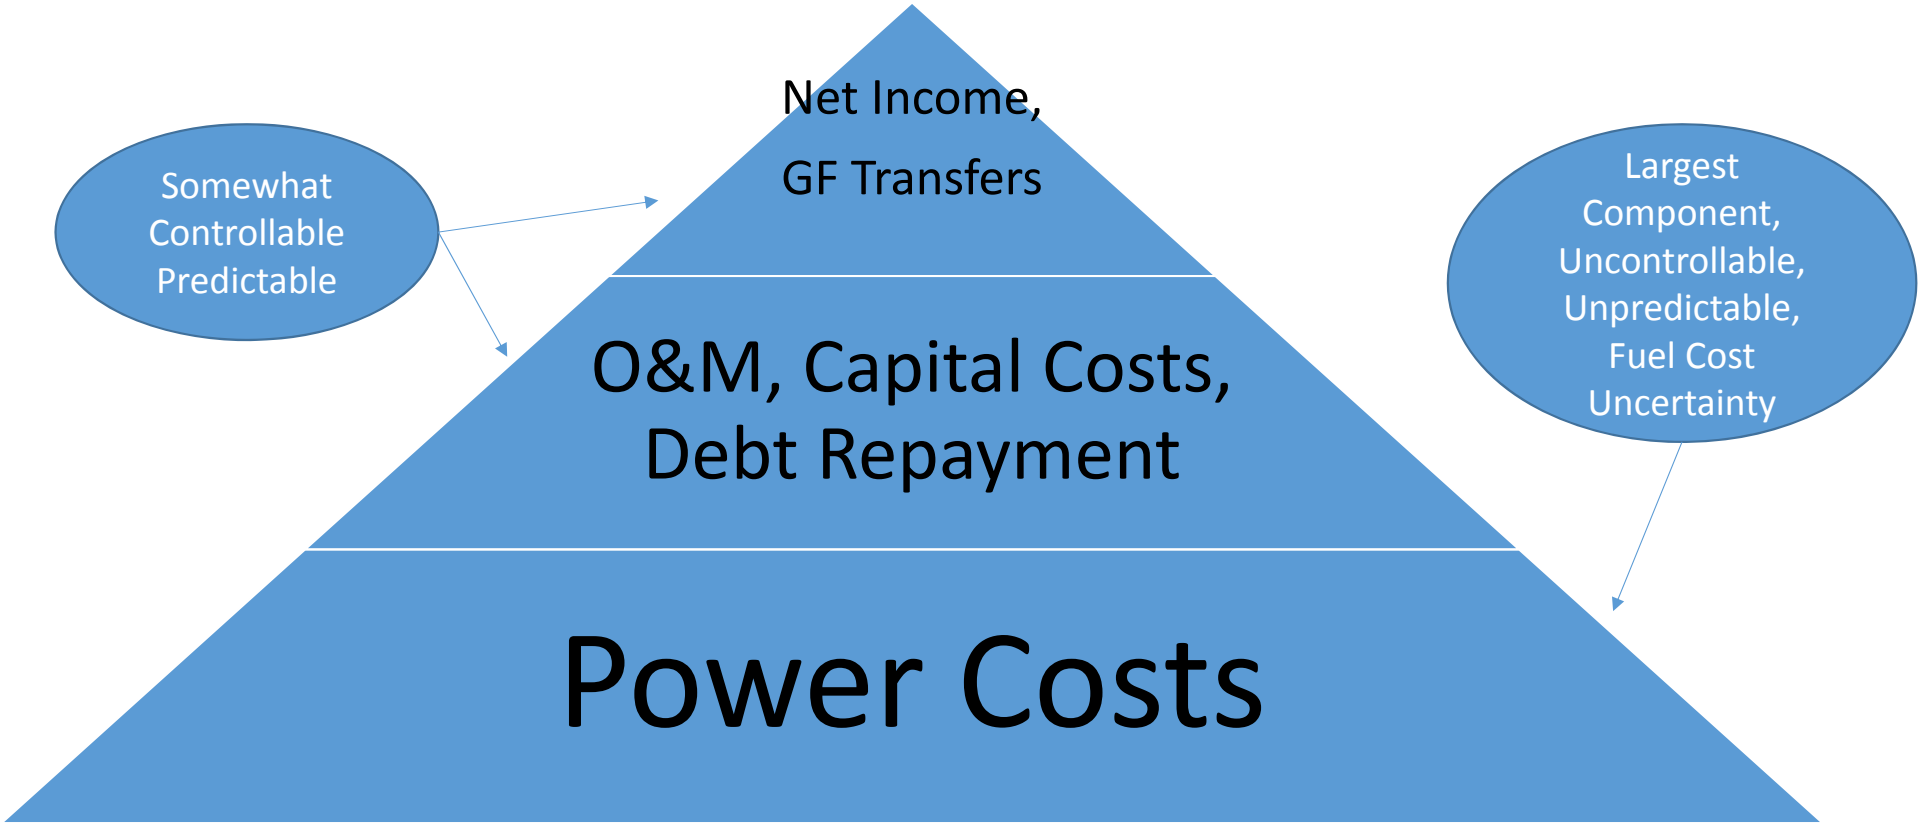 Net Income,
GF Transfers
Somewhat
Controllable
Predictable
Largest
Component,
Uncontrollable,
Unpredictable,
Fuel Cost
Uncertainty
O&M, Capital Costs,
Debt Repayment
Power Costs